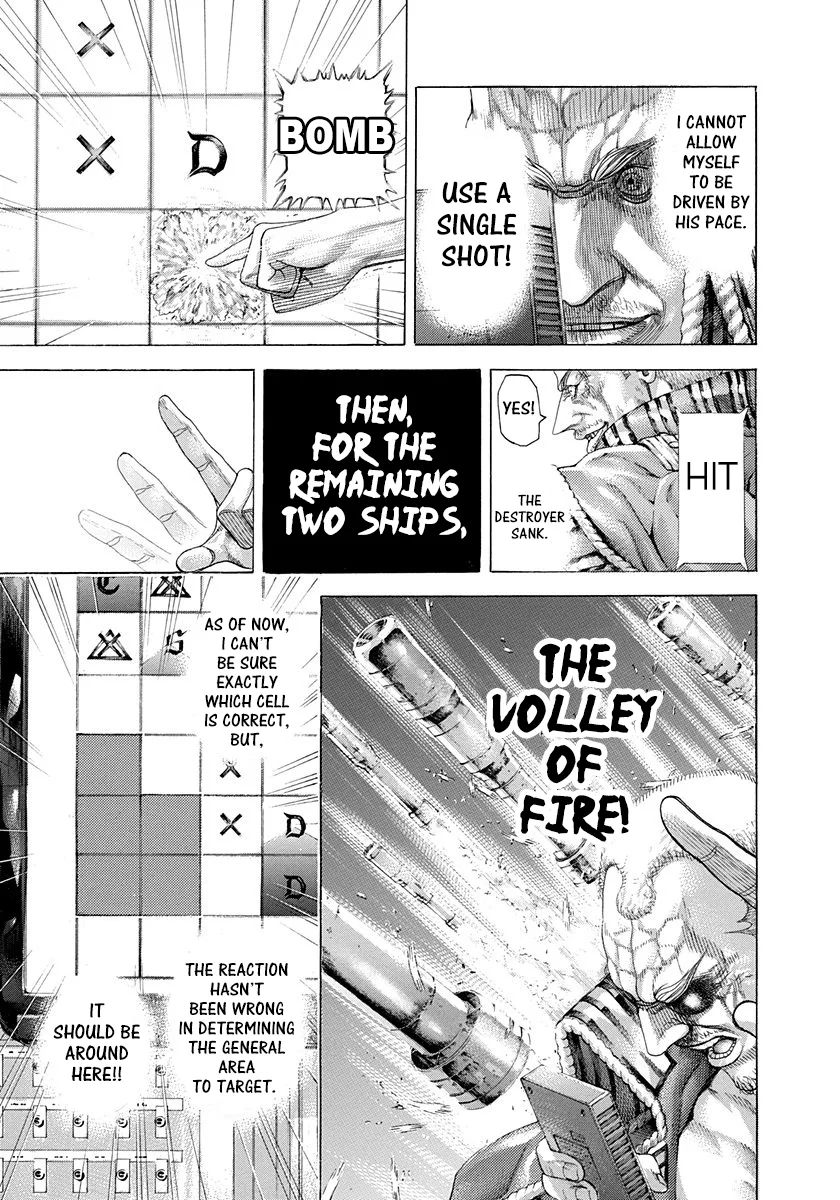 I CANNOT
ALLOW
MYSELF
TO BE
DRIVEN BY
HIS PACE.
USE A
SINGLE
SHOT!
BOMB
X
X
D
HIT
YES!
THE
DESTROYER
SANK.
THEN,
FOR THE
REMAINING
TWO SHIPS,
THE
VOLLEY
OF
FIRE!
AS OF NOW,
I CAN'T
BE SURE
EXACTLY
WHICH CELL
IS CORRECT,
BUT,
C
S
X
X
D
D
THE REACTION
HASN'T
BEEN WRONG
IN DETERMINING
THE GENERAL
AREA
TO TARGET.
IT
SHOULD BE
AROUND
HERE!!